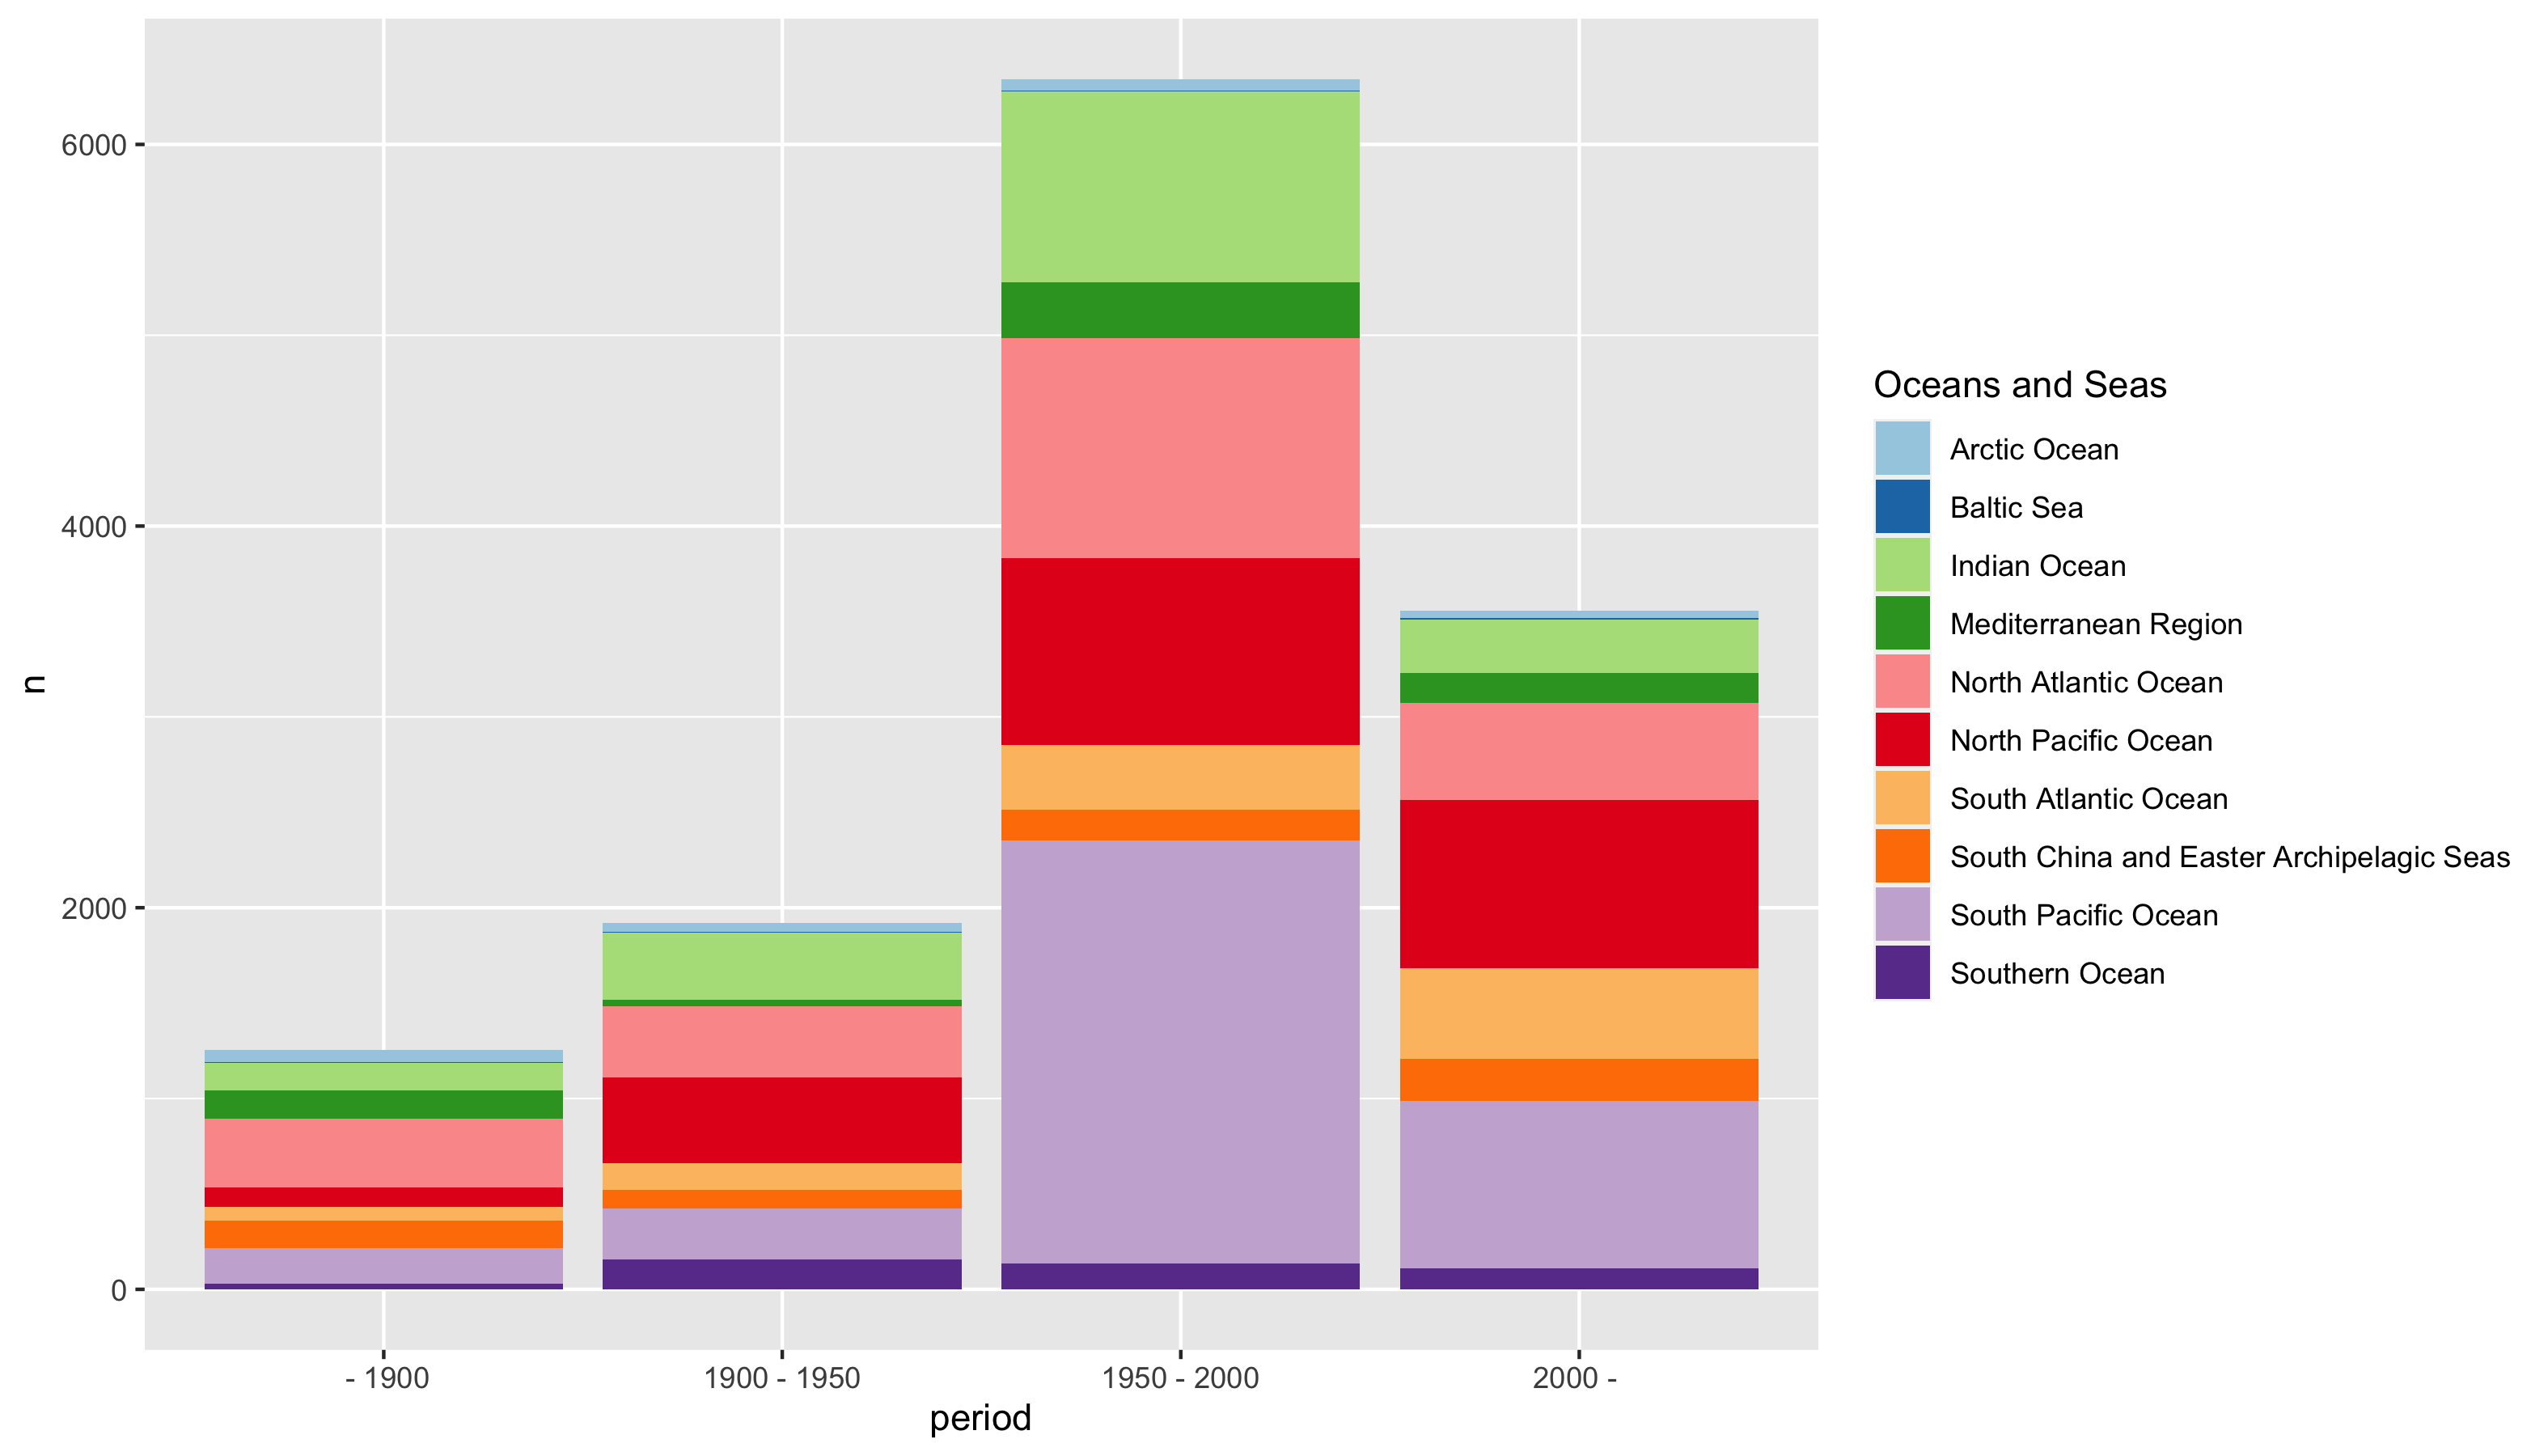 6000
4000
2000
0
n
- 1900
1900 - 1950
1950 - 2000
2000 -
period
Oceans and Seas
Arctic Ocean
Baltic Sea
Indian Ocean
Mediterranean Region
North Atlantic Ocean
North Pacific Ocean
South Atlantic Ocean
South China and Easter Archipelagic Seas
South Pacific Ocean
Southern Ocean